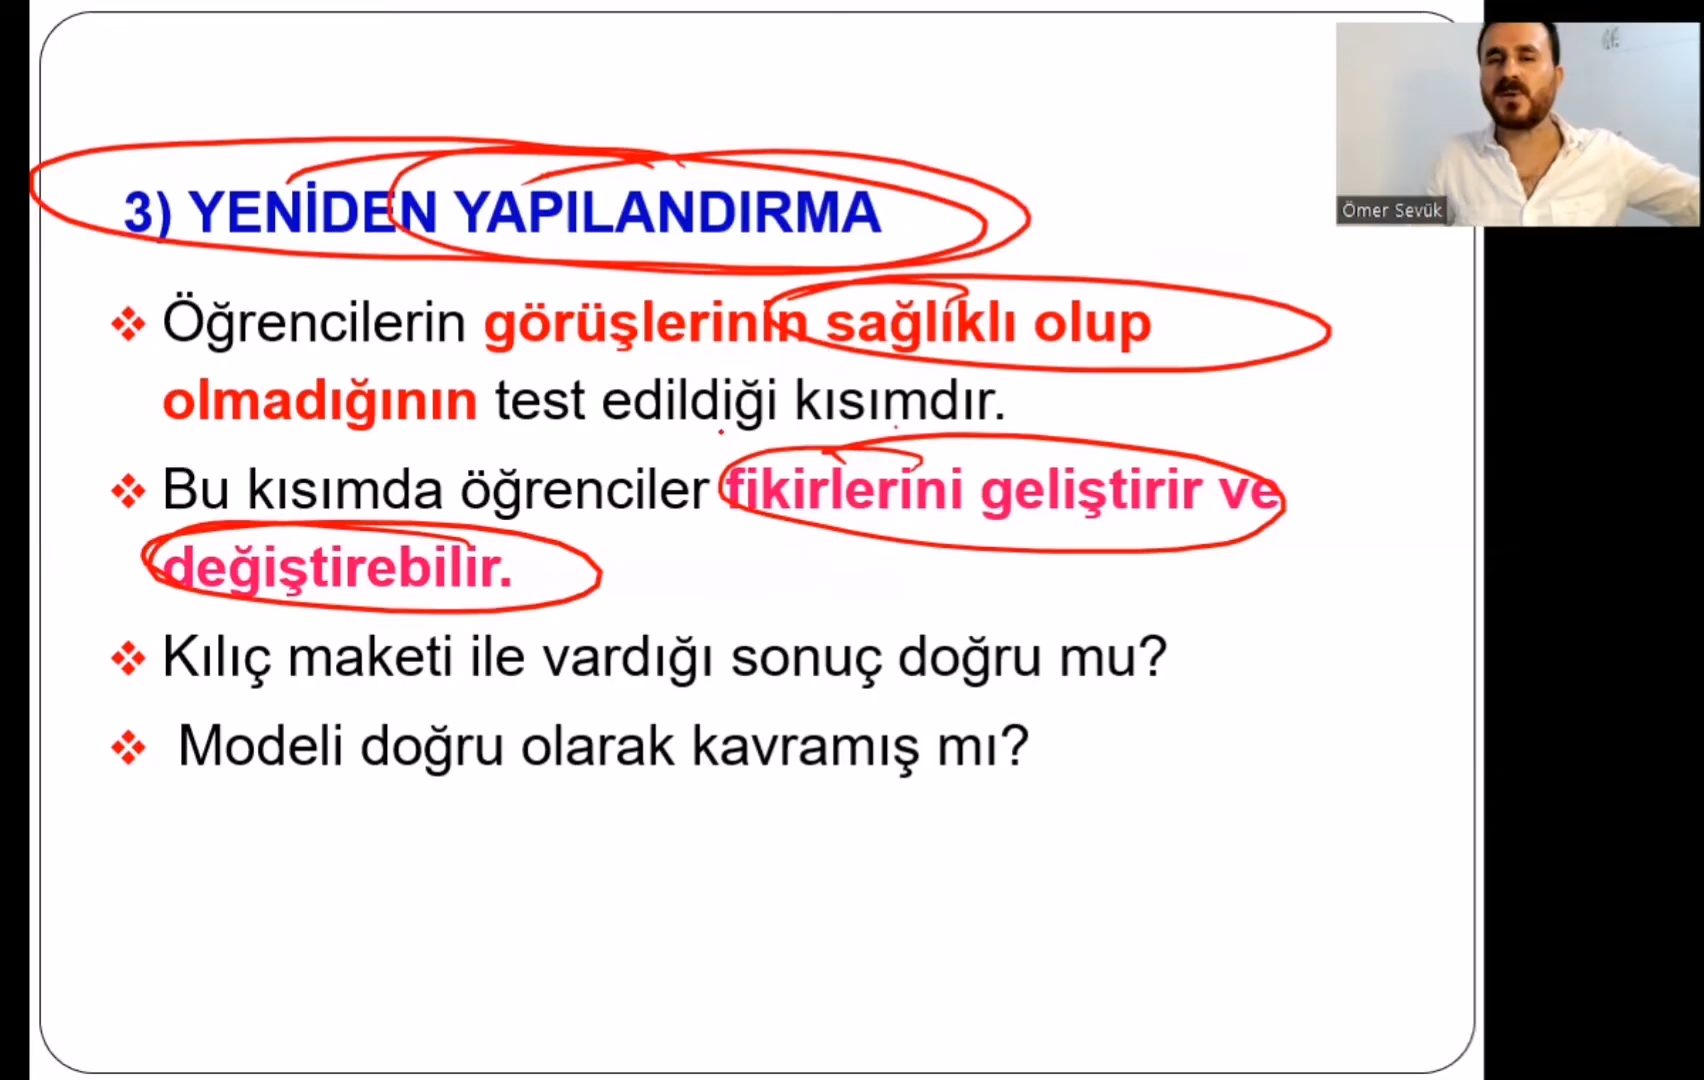 3) YENİDEN YAPILANDIRMA
Öğrencilerin görüşlerinin sağlıklı olup
olmadığının test edildiği kısımdır.
Bu kısımda öğrenciler fikirlerini geliştirir ve
değiştirebilir.
Kılıç maketi ile vardığı sonuç doğru mu?
Modeli doğru olarak kavramış mı?
Ömer Sevük